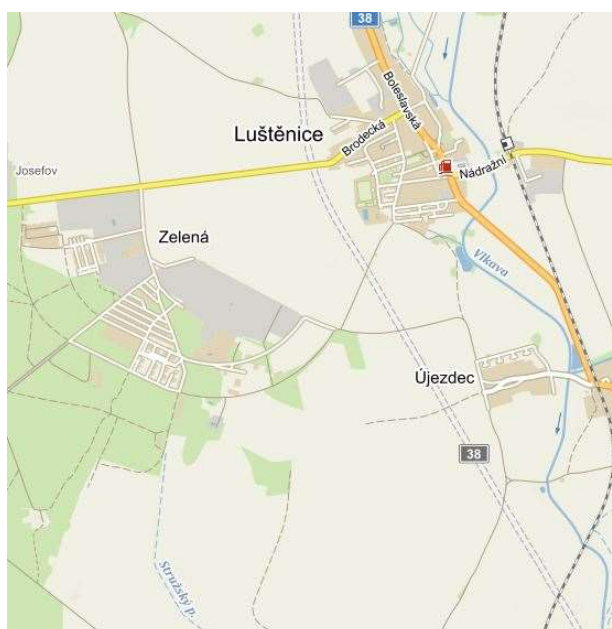 38
Boleslavská
Luštěnice
Brodecká
Nádražní
Josefov
Zelená
Vlkava
Újezdec
38
Stružský p.